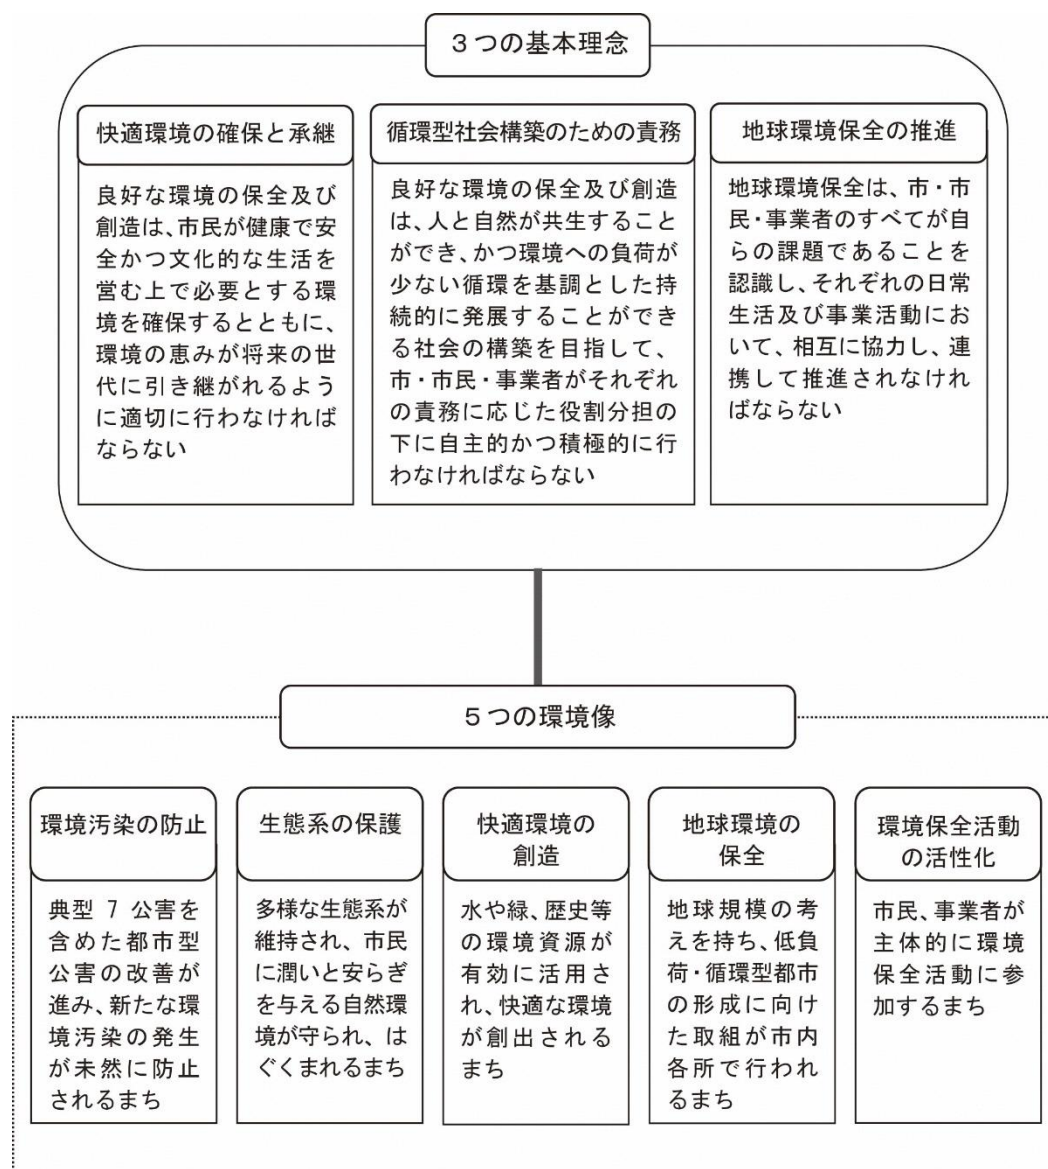 3つの基本理念
快適環境の確保と承継
良好な環境の保全及び
創造は、市民が健康で安
全かつ文化的な生活を
営む上で必要とする環
境を確保するとともに、
環境の恵みが将来の世
代に引き継がれるよう
に適切に行わなければ
ならない
循環型社会構築のための責務
良好な環境の保全及び創造
は、人と自然が共生すること
ができ、かつ環境への負荷が
少ない循環を基調とした持
続的に発展することができ
る社会の構築を目指して、
市・市民・事業者がそれぞれ
の責務に応じた役割分担の
下に自主的かつ積極的に行
わなければならない
地球環境保全の推進
地球環境保全は、市・市
民・事業者のすべてが自
らの課題であることを
認識し、それぞれの日常
生活及び事業活動にお
いて、相互に協力し、連
携して推進されなけれ
ばならない
5つの環境像
環境汚染の防止
典型7公害を
含めた都市型
公害の改善が
進み、新たな環
境汚染の発生
が未然に防止
されるまち
生態系の保護
多様な生態系が
維持され、市民
に潤いと安らぎ
を与える自然環
境が守られ、は
ぐくまれるまち
快適環境の
創造
水や緑、歴史等
の環境資源が
有効に活用さ
れ、快適な環境
が創出される
まち
地球環境の
保全
地球規模の考
えを持ち、低負
荷・循環型都市
の形成に向け
た取組が市内
各所で行われ
るまち
環境保全活動
の活性化
市民、事業者が
主体的に環境
保全活動に参
加するまち